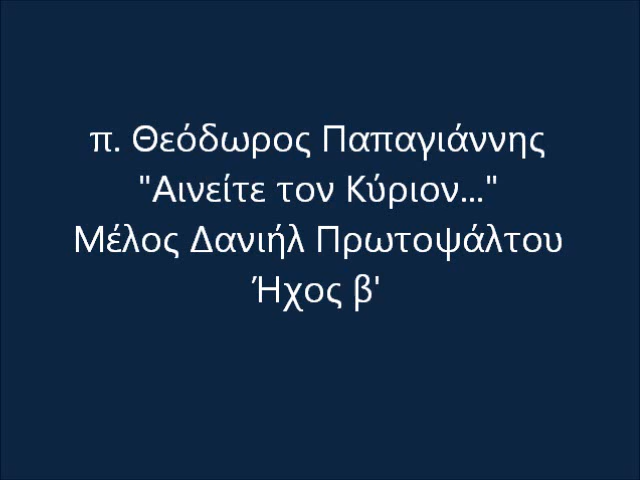 π. Θεόδωρος Παπαγιάννης
"Αινείτε τον Κύριον..."
Μέλος Δανιήλ Πρωτοψάλτου
Ήχος β'